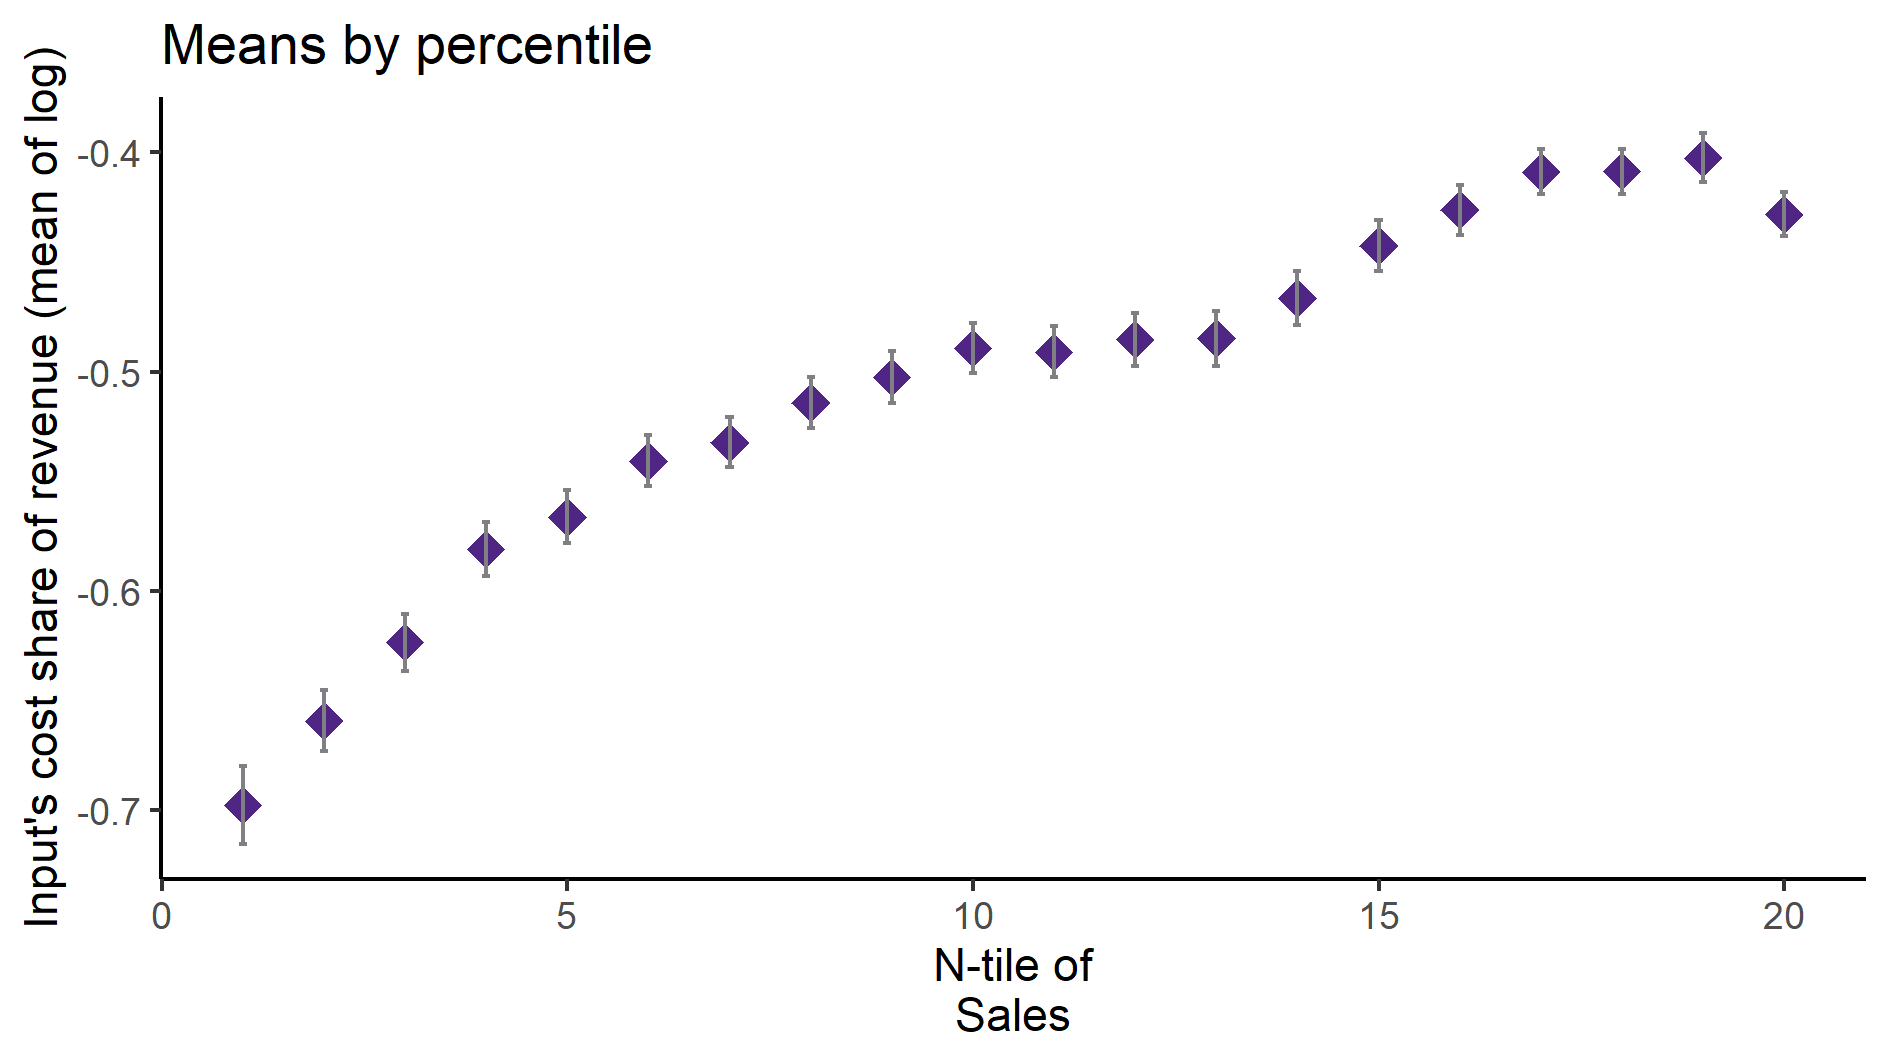 Means by percentile
Input's cost share of revenue (mean of log)
-0.4
-0.5
-0.6
-0.7
0 5 10 15 20
N-tile of
Sales